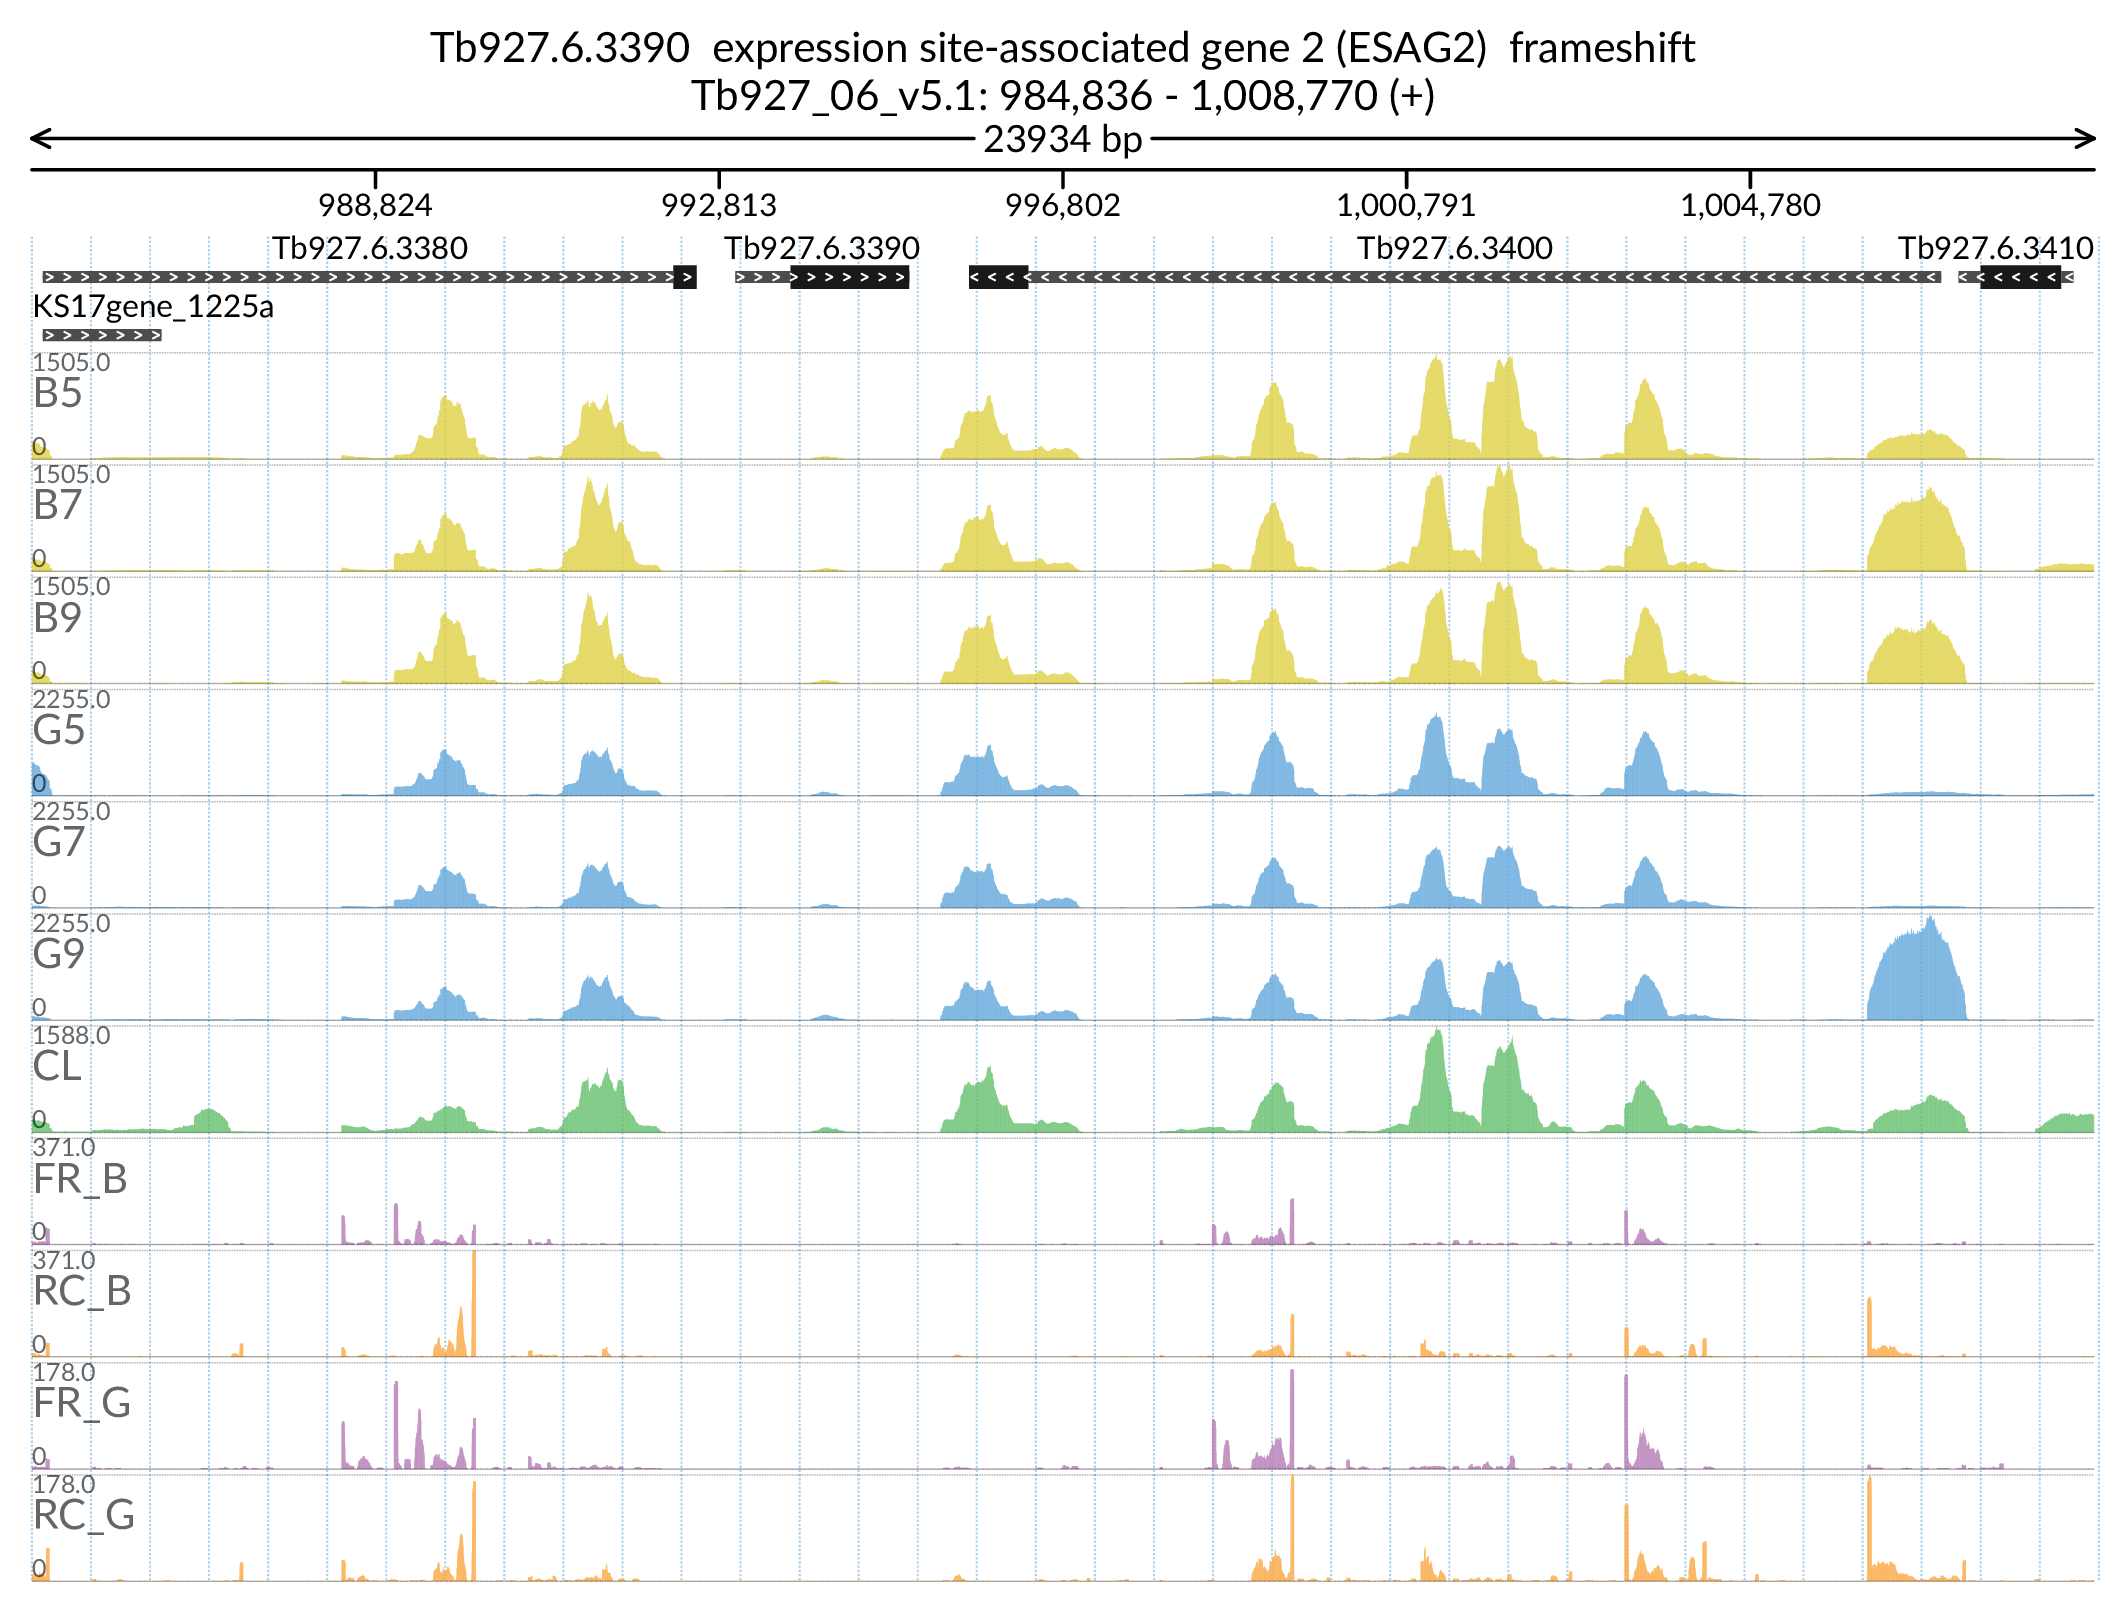 Tb927.6.3390 expression site-associated gene 2 (ESAG2) frameshift
Tb927_06_v5.1: 984,836 - 1,008,770 (+)
23934 bp
988,824 992,813 996,802 1,000,791 1,004,780
Tb927.6.3380 Tb927.6.3390 Tb927.6.3400 Tb927.6.3410
KS17gene_1225a
1505.0
B5
0
1505.0
B7
0
1505.0
B9
0
2255.0
G5
0
2255.0
G7
0
2255.0
G9
0
1588.0
CL
0
371.0
FR_B
0
371.0
RC_B
0
178.0
FR_G
0
178.0
RC_G
0